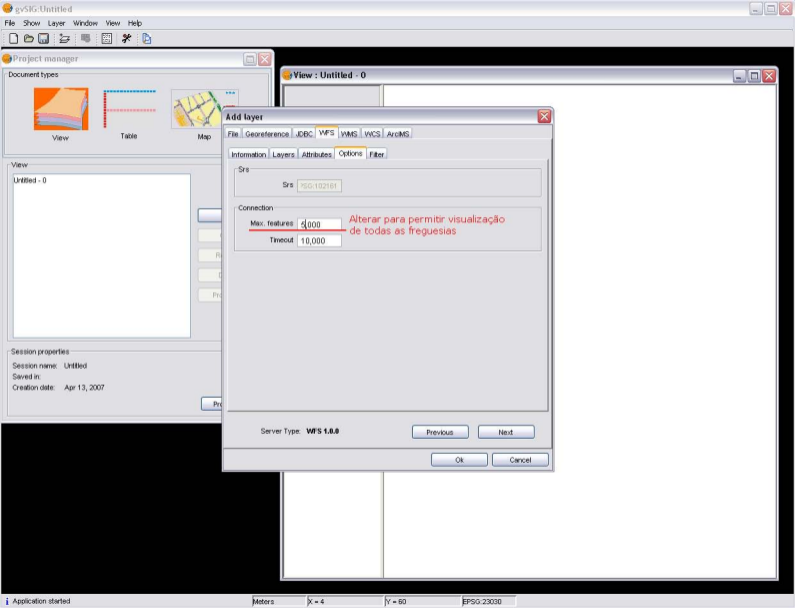 gvSIG:Untitled
File Show Layer Window View Help
Project manager
Document types
View
Table
Map
View
Untitled - 0
Session properties
Session name: Untitled
Saved in:
Creation date: Apr 13, 2007
View : Untitled - 0
Add layer
File Georeference JDBC WFS WMS WCS ArcIMS
Information Layers Attributes Options Filter
Srs
Srs
Connection
Max. features 5,000
Timeout 10,000
Alterar para permitir visualização
de todas as freguesias
Server Type: WFS 1.0.0
Previous Next
Ok Cancel
Application started
Meters X = 4 Y = 60 EPSG:23030